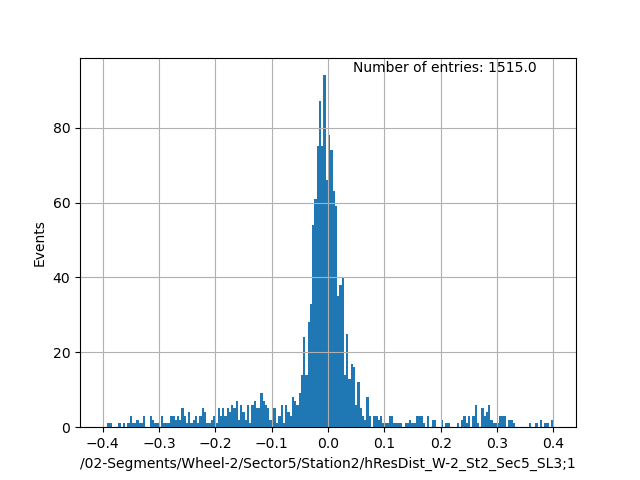 Number of entries: 1515.0
80
60
40
20
0
Events
−0.4 −0.3 −0.2 −0.1 0.0 0.1 0.2 0.3 0.4
/02-Segments/Wheel-2/Sector5/Station2/hResDist_W-2_St2_Sec5_SL3;1